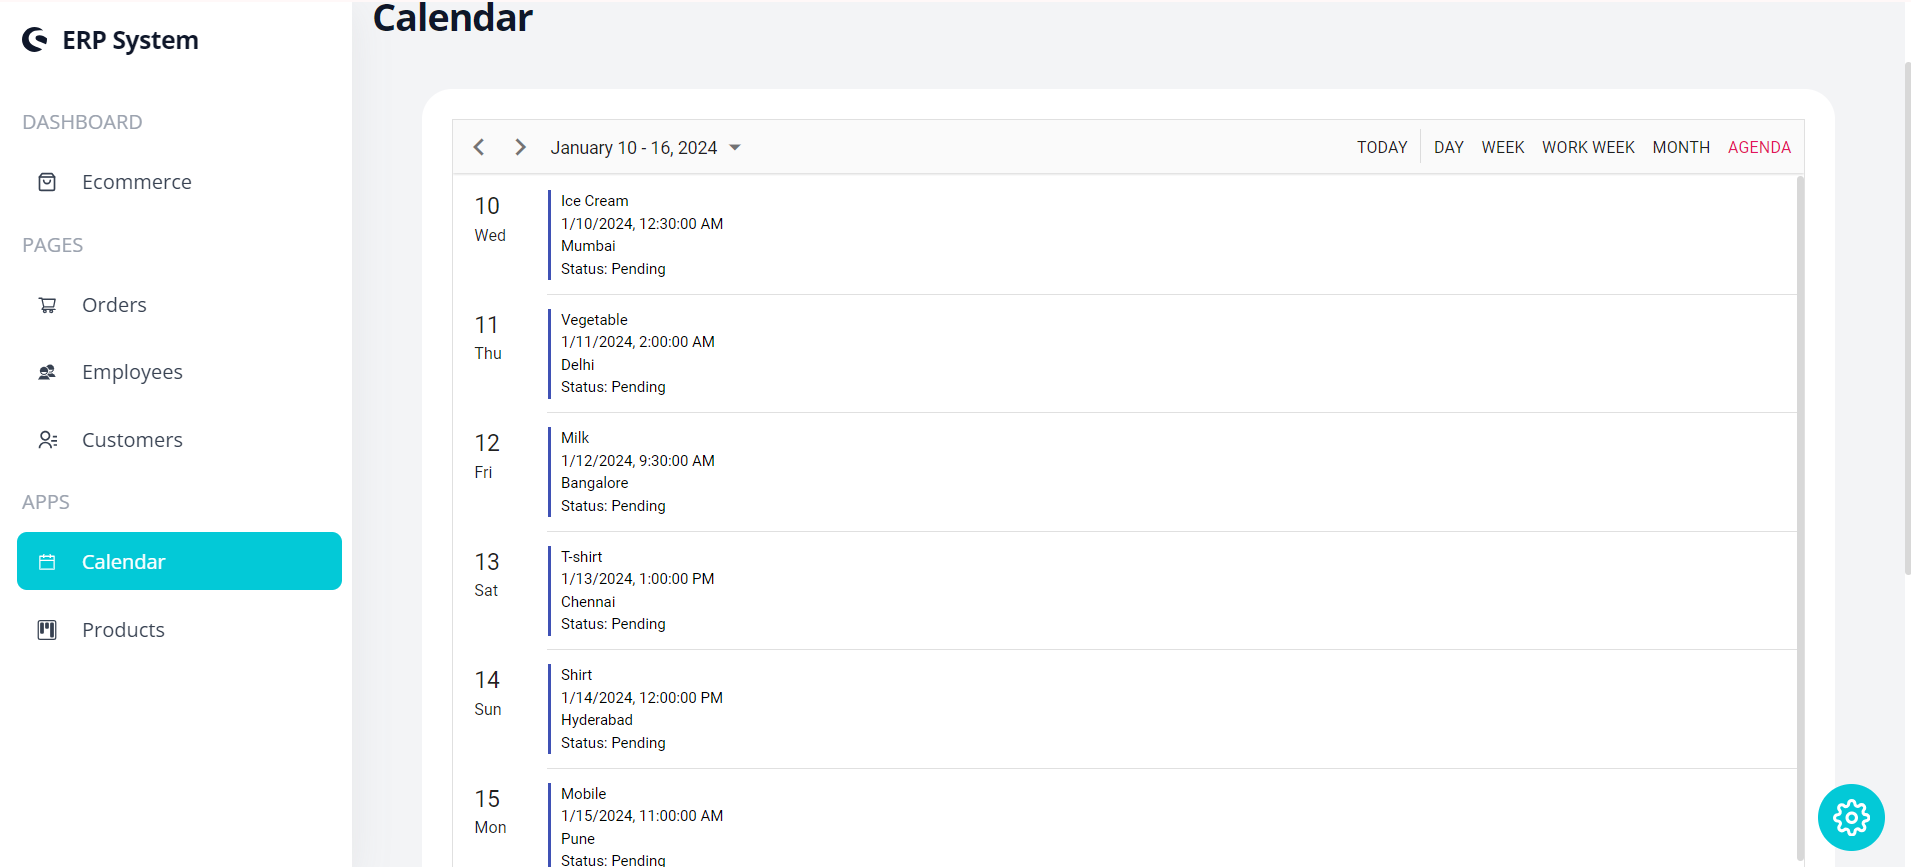 Calendar
ERP System
DASHBOARD
Ecommerce
PAGES
Orders
Employees
Customers
APPS
Calendar
Products
January 10 - 16, 2024
TODAY DAY WEEK WORK WEEK MONTH AGENDA
10
Wed
Ice Cream
1/10/2024, 12:30:00 AM
Mumbai
Status: Pending
11
Thu
Vegetable
1/11/2024, 2:00:00 AM
Delhi
Status: Pending
12
Fri
Milk
1/12/2024, 9:30:00 AM
Bangalore
Status: Pending
13
Sat
T-shirt
1/13/2024, 1:00:00 PM
Chennai
Status: Pending
14
Sun
Shirt
1/14/2024, 12:00:00 PM
Hyderabad
Status: Pending
15
Mon
Mobile
1/15/2024, 11:00:00 AM
Pune
Status: Pending